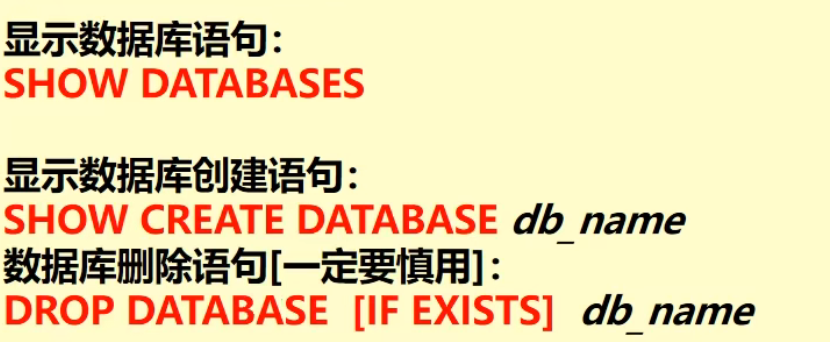 显示数据库语句：
SHOW DATABASES
显示数据库创建语句：
SHOW CREATE DATABASE db_name
数据库删除语句[一定要慎用]：
DROP DATABASE [IF EXISTS] db_name